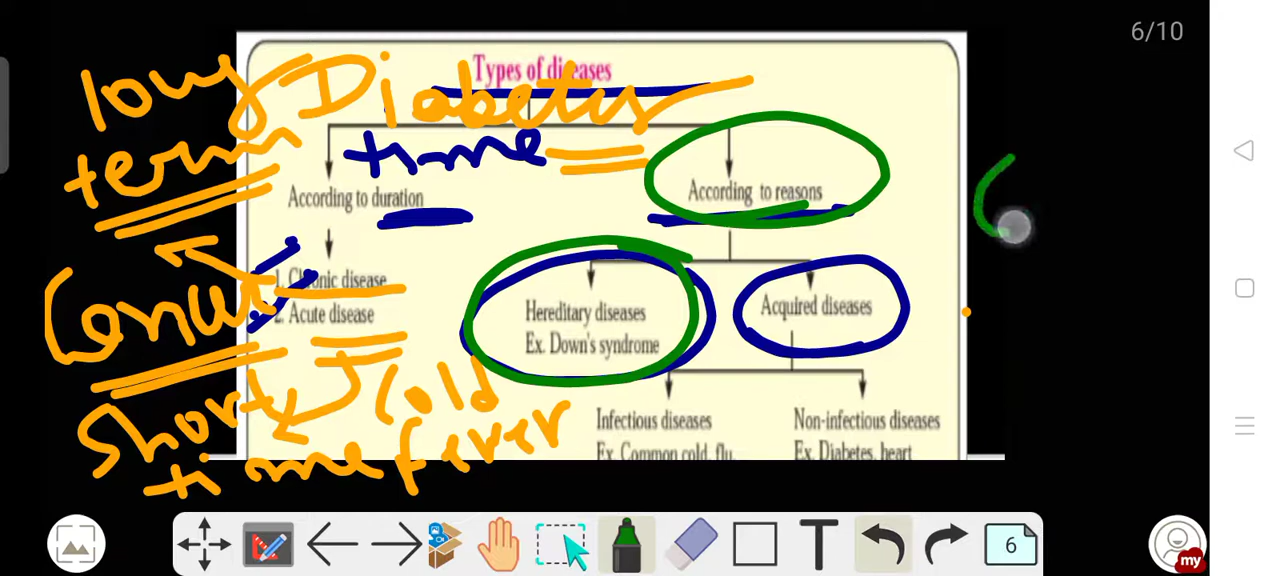 6/10
Types of diseases
long Diabetes
term
time
According to duration
According to reasons
1. Chronic disease
2. Acute disease
Hereditary diseases
Ex. Down's syndrome
Acquired diseases
short
time
cold
fever
Infectious diseases
Ex. Common cold, flu,
Non-infectious diseases
Ex. Diabetes, heart
T
6
my